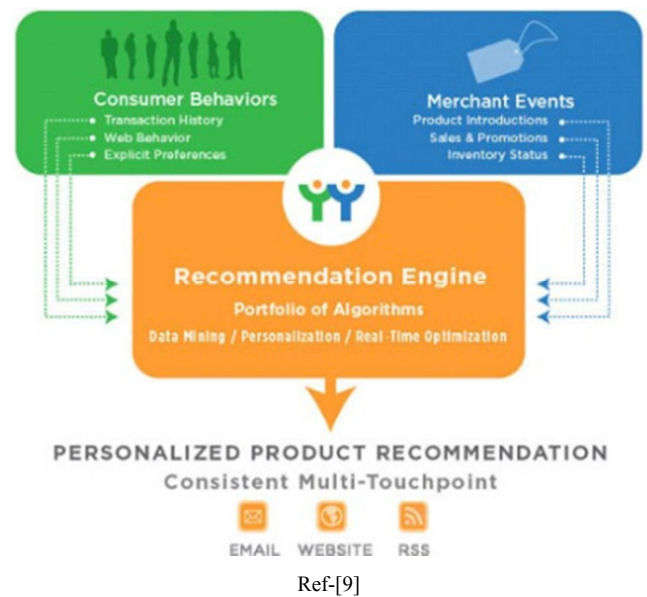 Consumer Behaviors
Transaction History
Web Behavior
Explicit Preferences
Merchant Events
Product Introductions
Sales & Promotions
Inventory Status
Recommendation Engine
Portfolio of Algorithms
Data Mining / Personalization / Real-Time Optimization
PERSONALIZED PRODUCT RECOMMENDATION
Consistent Multi-Touchpoint
EMAIL WEBSITE RSS
Ref-[9]